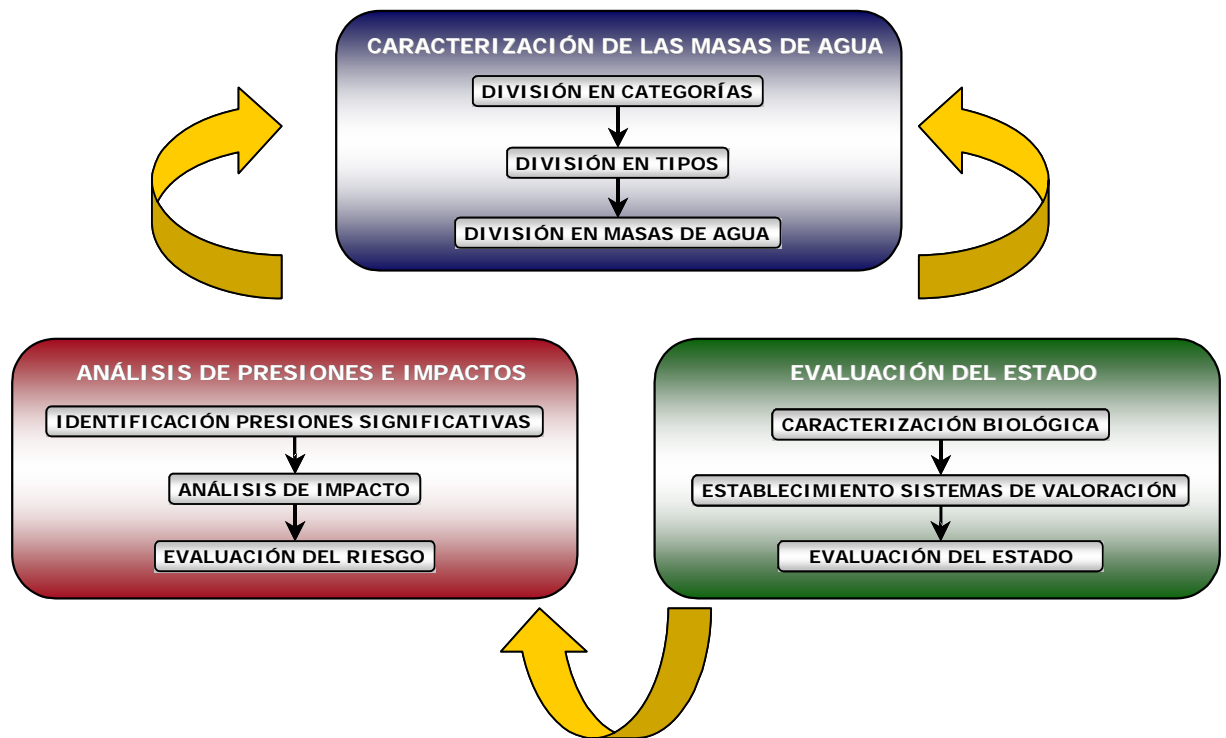 CARACTERIZACIÓN DE LAS MASAS DE AGUA
DIVISIÓN EN CATEGORÍAS
DIVISIÓN EN TIPOS
DIVISIÓN EN MASAS DE AGUA
ANÁLISIS DE PRESIONES E IMPACTOS
IDENTIFICACIÓN PRESIONES SIGNIFICATIVAS
ANÁLISIS DE IMPACTO
EVALUACIÓN DEL RIESGO
EVALUACIÓN DEL ESTADO
CARACTERIZACIÓN BIOLÓGICA
ESTABLECIMIENTO SISTEMAS DE VALORACIÓN
EVALUACIÓN DEL ESTADO